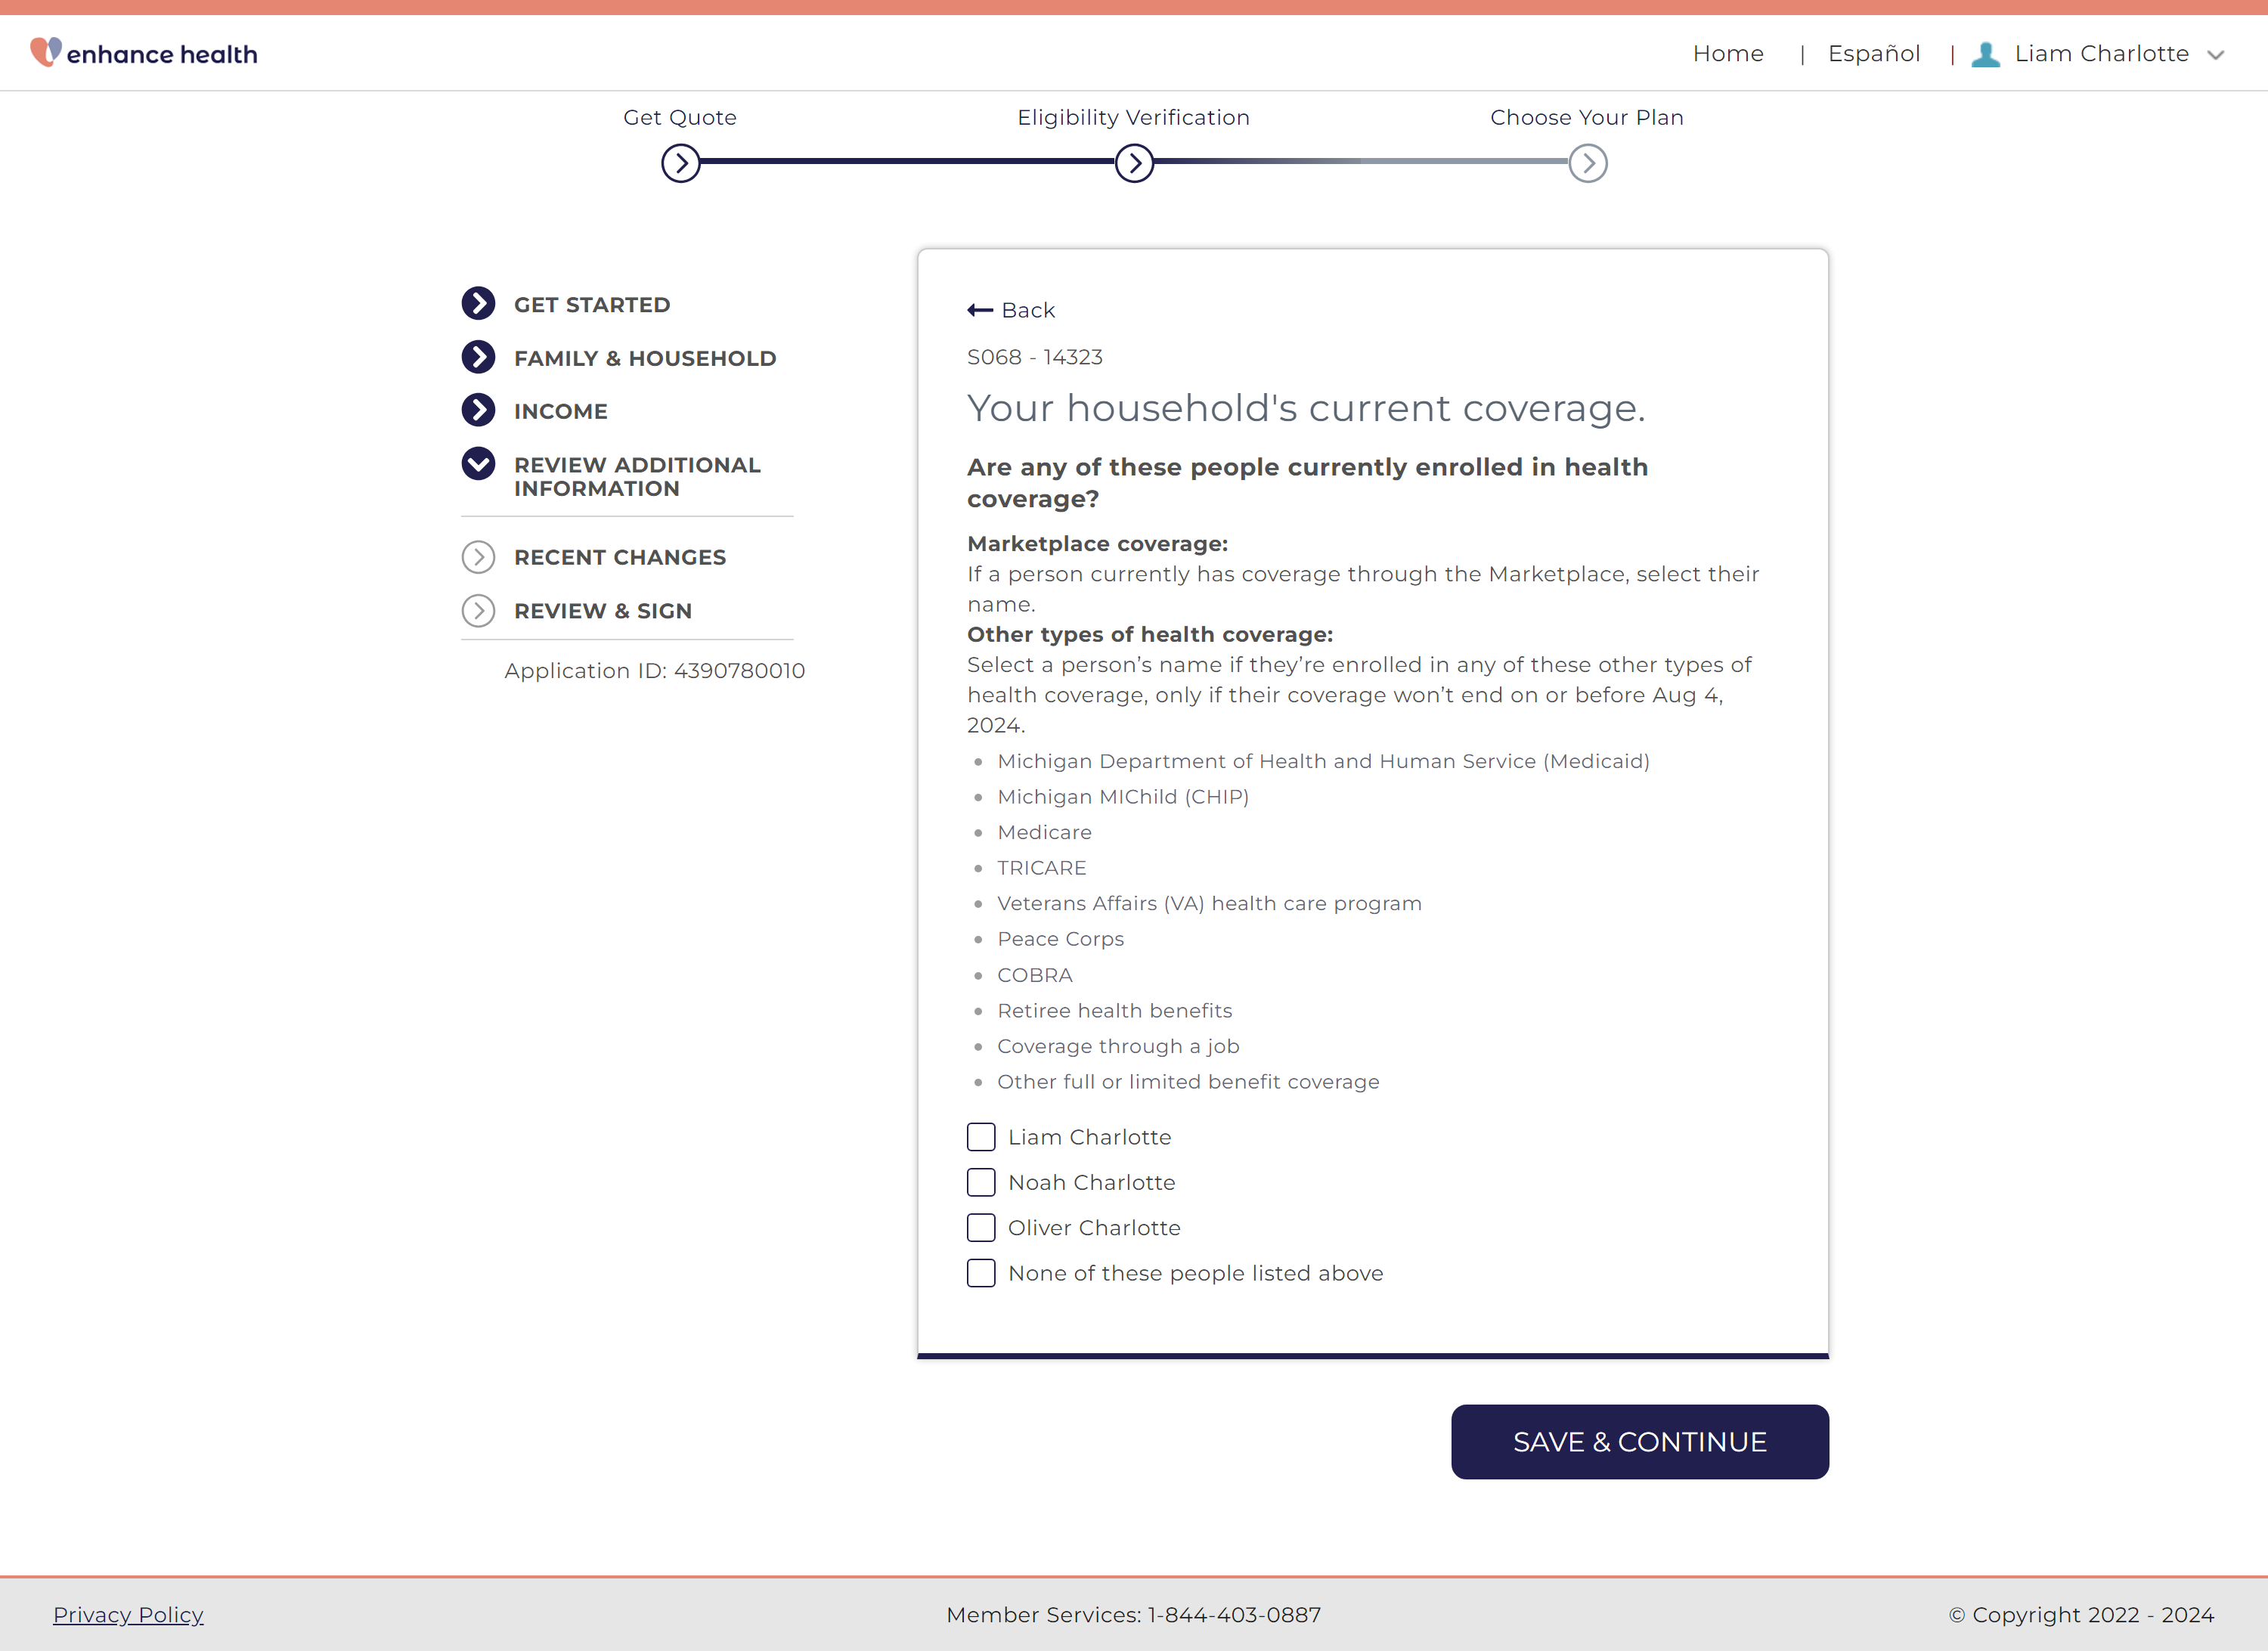 enhance health
Home | Español | Liam Charlotte
Get Quote
Eligibility Verification
Choose Your Plan
GET STARTED
FAMILY & HOUSEHOLD
INCOME
REVIEW ADDITIONAL
INFORMATION
RECENT CHANGES
REVIEW & SIGN
Application ID: 4390780010
Back
S068 - 14323
Your household's current coverage.
Are any of these people currently enrolled in health
coverage?
Marketplace coverage:
If a person currently has coverage through the Marketplace, select their
name.
Other types of health coverage:
Select a person’s name if they’re enrolled in any of these other types of
health coverage, only if their coverage won’t end on or before Aug 4,
2024.
• Michigan Department of Health and Human Service (Medicaid)
• Michigan MIChild (CHIP)
• Medicare
• TRICARE
• Veterans Affairs (VA) health care program
• Peace Corps
• COBRA
• Retiree health benefits
• Coverage through a job
• Other full or limited benefit coverage
Liam Charlotte
Noah Charlotte
Oliver Charlotte
None of these people listed above
SAVE & CONTINUE
Privacy Policy
Member Services: 1-844-403-0887
© Copyright 2022 - 2024